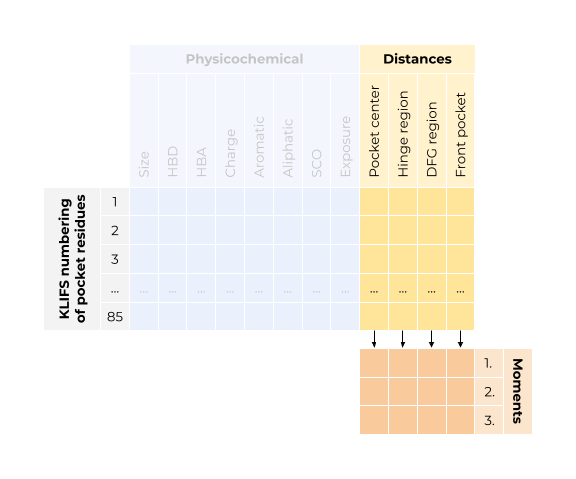 Physicochemical
Distances
Size
HBD
HBA
Charge
Aromatic
Aliphatic
SCO
Exposure
Pocket center
Hinge region
DFG region
Front pocket
KLIFS numbering
of pocket residues
1
2
3
... ... ... ... ... ... ... ... ... ... ... ... ...
85
1.
2.
3.
Moments